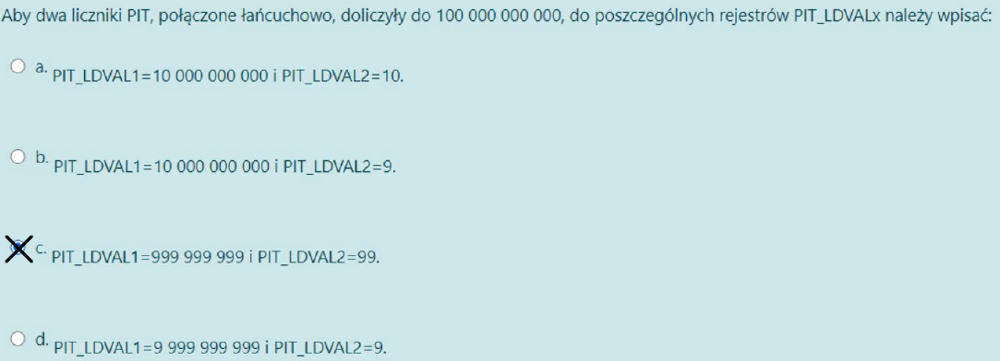 Aby dwa liczniki PIT, połączone łańcuchowo, doliczyły do 100 000 000 000, do poszczególnych rejestrów PIT_LDVALx należy wpisać:
a. PIT_LDVAL1=10 000 000 000 i PIT_LDVAL2=10.
b. PIT_LDVAL1=10 000 000 000 i PIT_LDVAL2=9.
c. PIT_LDVAL1=999 999 999 i PIT_LDVAL2=99.
d. PIT_LDVAL1=9 999 999 999 i PIT_LDVAL2=9.